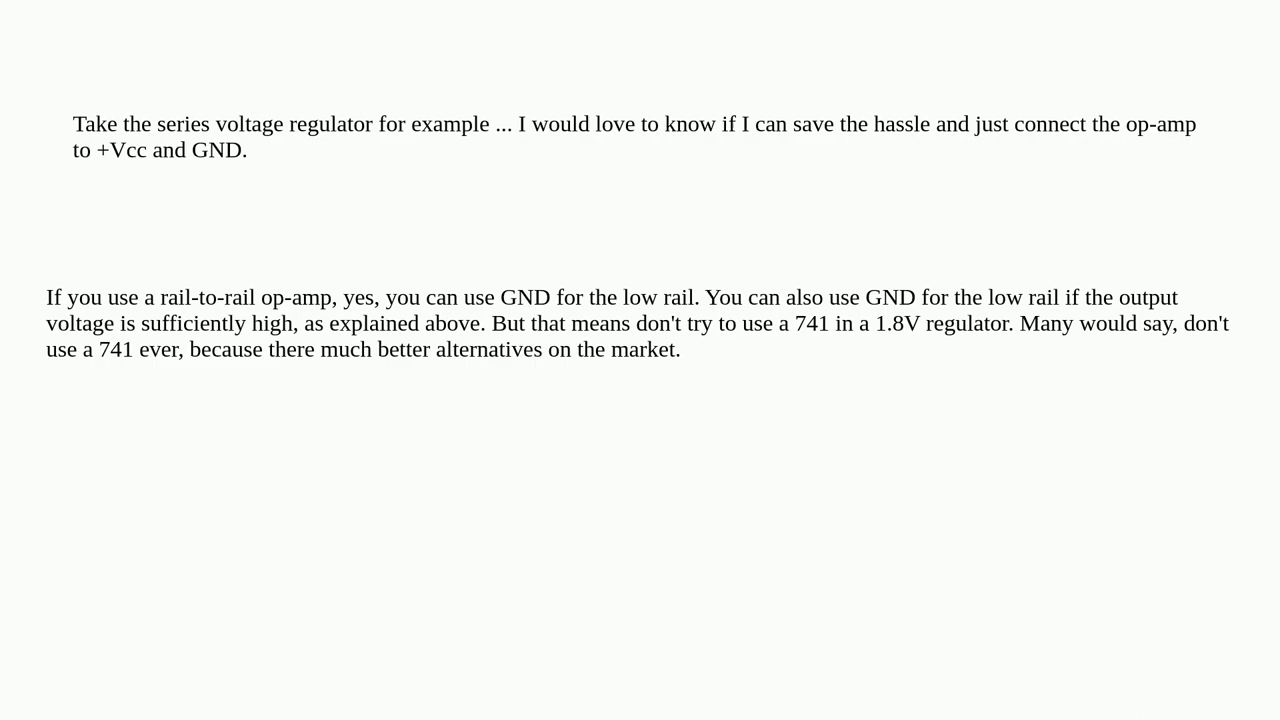 Take the series voltage regulator for example ... I would love to know if I can save the hassle and just connect the op-amp
to +Vcc and GND.
If you use a rail-to-rail op-amp, yes, you can use GND for the low rail. You can also use GND for the low rail if the output
voltage is sufficiently high, as explained above. But that means don't try to use a 741 in a 1.8V regulator. Many would say, don't
use a 741 ever, because there much better alternatives on the market.